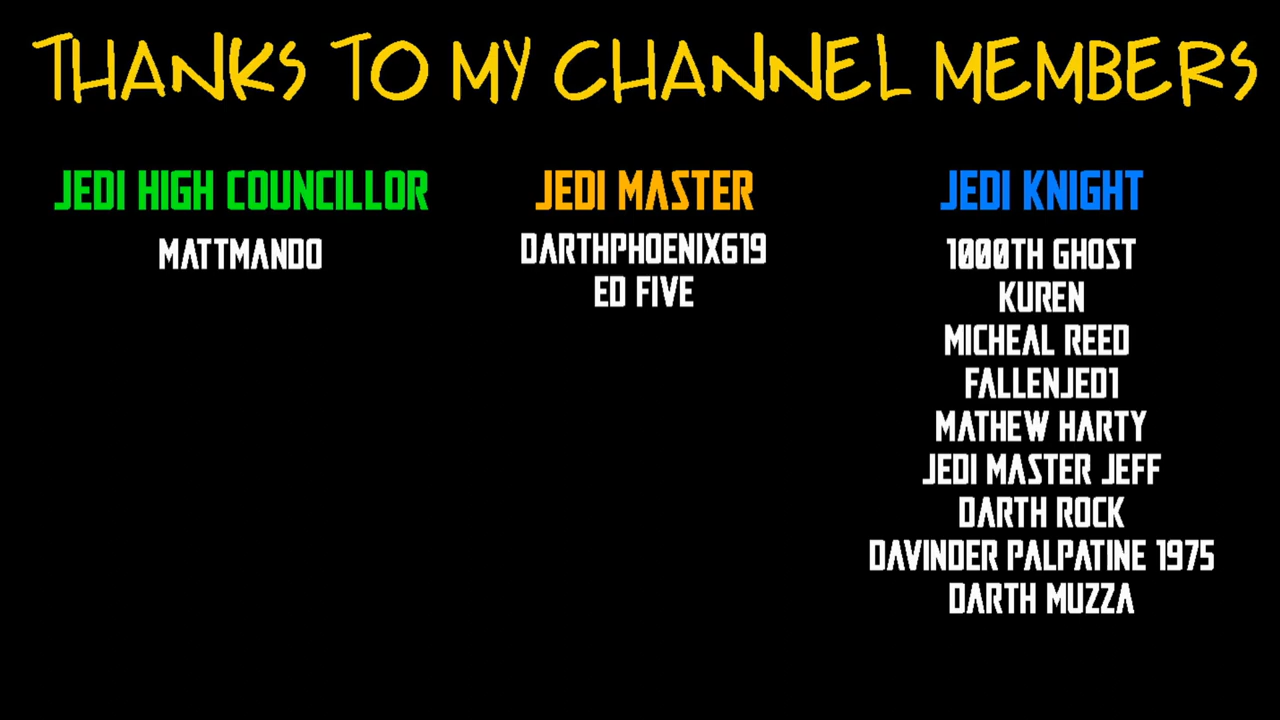 THANKS TO MY CHANNEL MEMBERS
JEDI HIGH COUNCILLOR
MATTMANDO
JEDI MASTER
DARTHPHOENIX619
ED FIVE
JEDI KNIGHT
1000TH GHOST
KUREN
MICHEAL REED
FALLENJED1
MATHEW HARTY
JEDI MASTER JEFF
DARTH ROCK
DAVINDER PALPATINE 1975
DARTH MUZZA